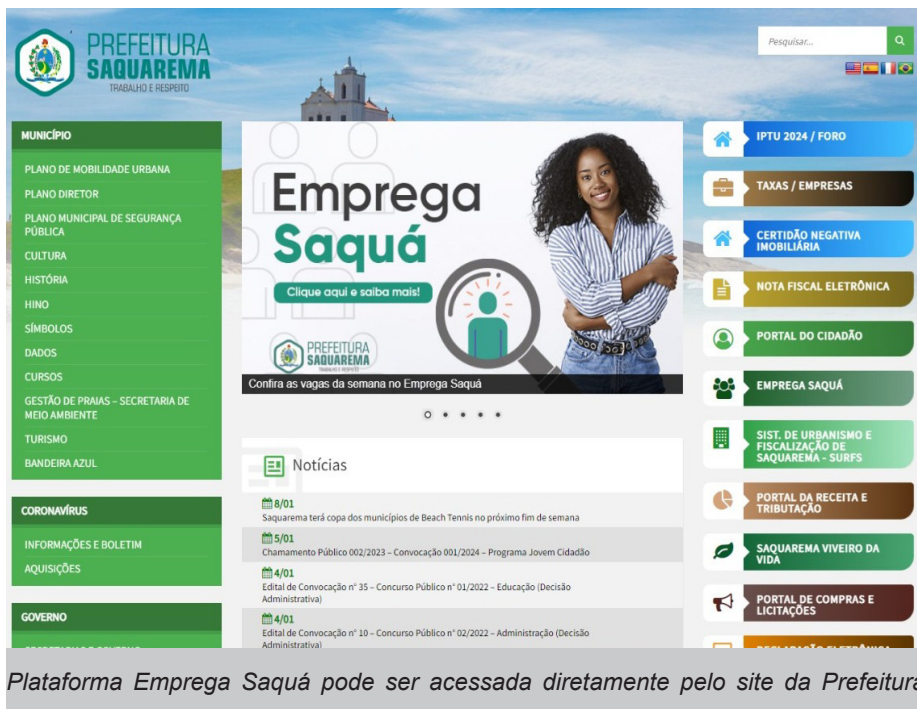 PREFEITURA
SAQUAREMA
TRABALHO E RESPEITO
Pesquisar...
MUNICÍPIO
PLANO DE MOBILIDADE URBANA
PLANO DIRETOR
PLANO MUNICIPAL DE SEGURANÇA
PÚBLICA
CULTURA
HISTÓRIA
HINO
SÍMBOLOS
DADOS
CURSOS
GESTÃO DE PRAIAS – SECRETARIA DE
MEIO AMBIENTE
TURISMO
BANDEIRA AZUL
CORONAVÍRUS
INFORMAÇÕES E BOLETIM
AQUISIÇÕES
GOVERNO
Emprega
Saquá
Clique aqui e saiba mais!
PREFEITURA
SAQUAREMA
TRABALHO E RESPEITO
Confira as vagas da semana no Emprega Saquá
Notícias
8/01
Saquarema terá copa dos municípios de Beach Tennis no próximo fim de semana
5/01
Chamamento Público 002/2023 – Convocação 001/2024 – Programa Jovem Cidadão
4/01
Edital de Convocação n° 35 – Concurso Público n° 01/2022 – Educação (Decisão
Administrativa)
4/01
Edital de Convocação n° 10 – Concurso Público n° 02/2022 – Administração (Decisão
Administrativa)
IPTU 2024 / FORO
TAXAS / EMPRESAS
CERTIDÃO NEGATIVA
IMOBILIÁRIA
NOTA FISCAL ELETRÔNICA
PORTAL DO CIDADÃO
EMPREGA SAQUÁ
SIST. DE URBANISMO E
FISCALIZAÇÃO DE
SAQUAREMA - SURFS
PORTAL DA RECEITA E
TRIBUTAÇÃO
SAQUAREMA VIVEIRO DA
VIDA
PORTAL DE COMPRAS E
LICITAÇÕES
DECLARAÇÃO ELETRÔNICA
Plataforma Emprega Saquá pode ser acessada diretamente pelo site da Prefeitura